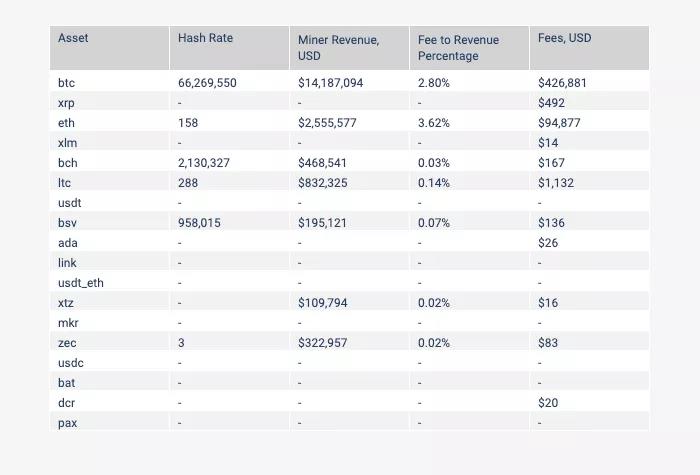 Asset Hash Rate Miner Revenue, USD Fee to Revenue Percentage Fees, USD
btc 66,269,550 $14,187,094 2.80% $426,881
xrp - - - $492
eth 158 $2,555,577 3.62% $94,877
xlm - - - $14
bch 2,130,327 $468,541 0.03% $167
ltc 288 $832,325 0.14% $1,132
usdt - - - -
bsv 958,015 $195,121 0.07% $136
ada - - - $26
link - - - -
usdt_eth - - - -
xtz - $109,794 0.02% $16
mkr - - - -
zec 3 $322,957 0.02% $83
usdc - - - -
bat - - - -
dcr - - - $20
pax - - - -